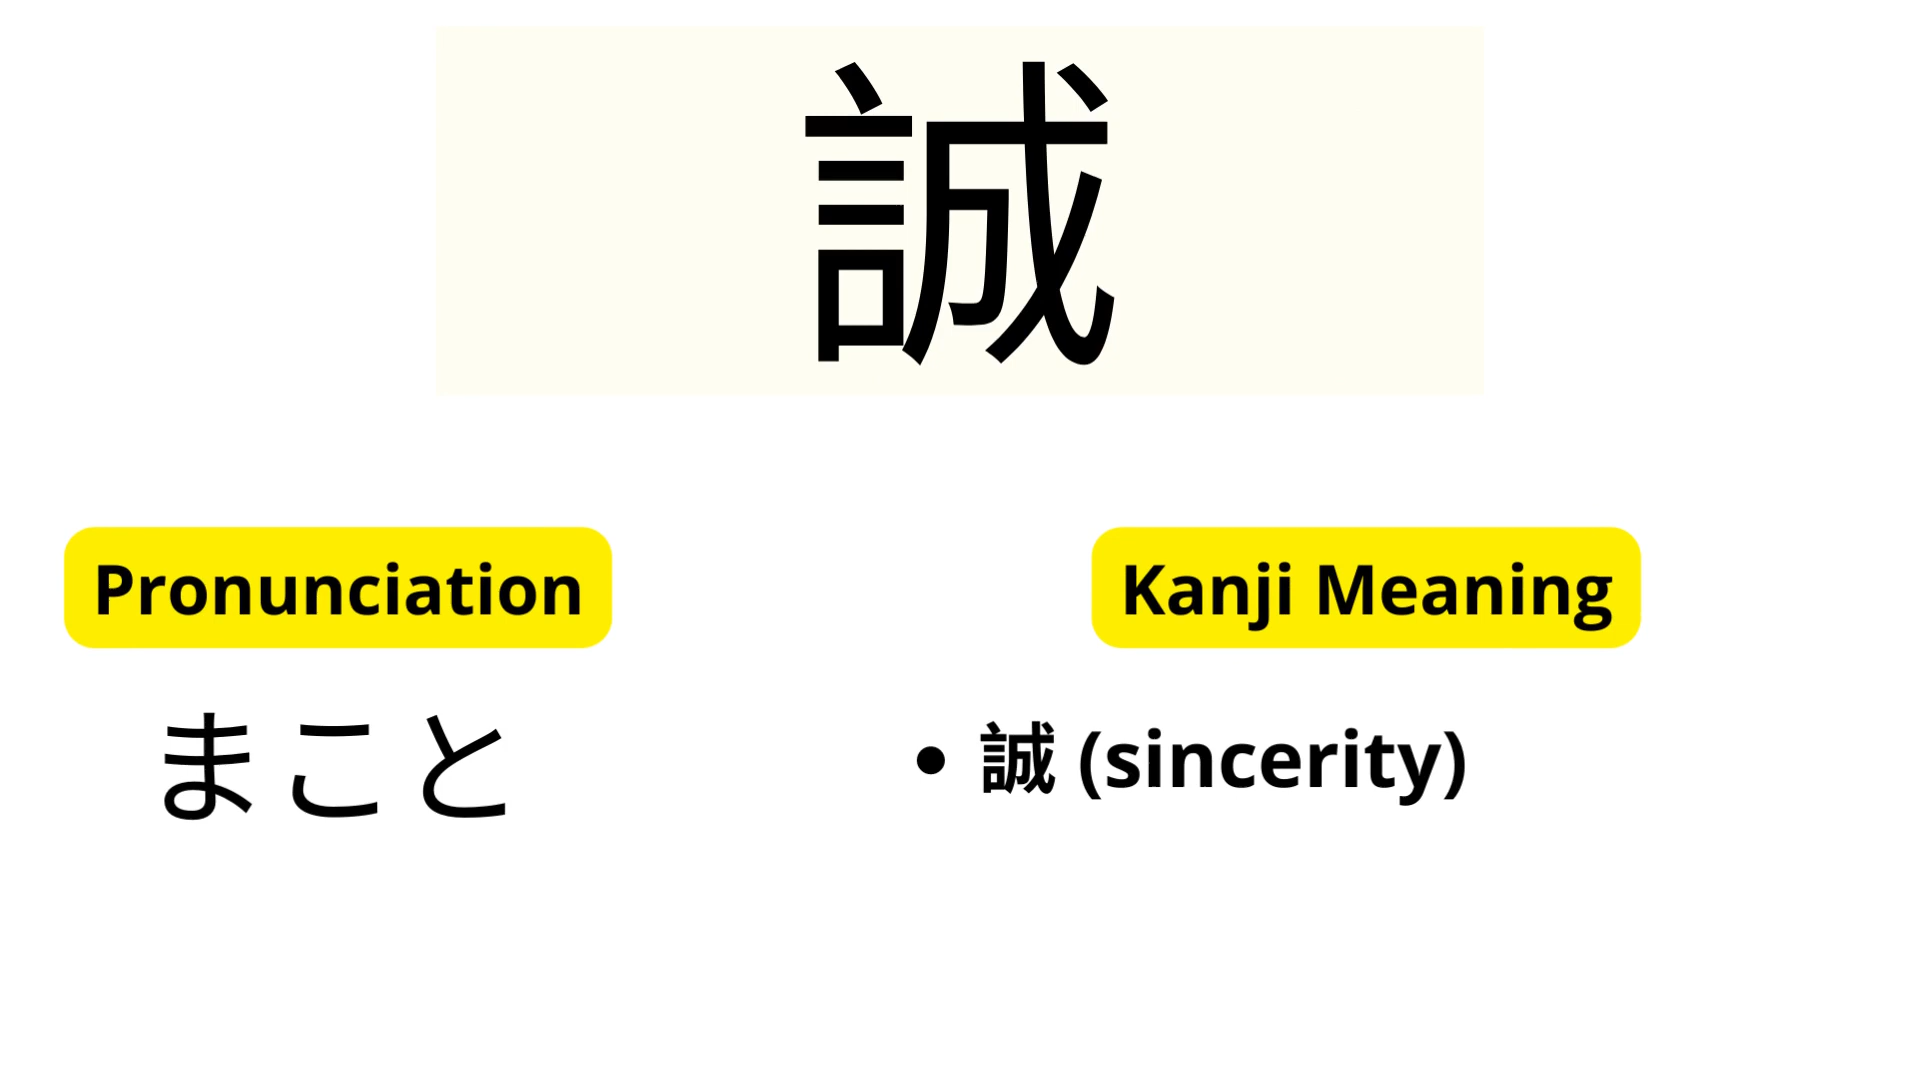 誠
Pronunciation
まこと
Kanji Meaning
• 誠 (sincerity)